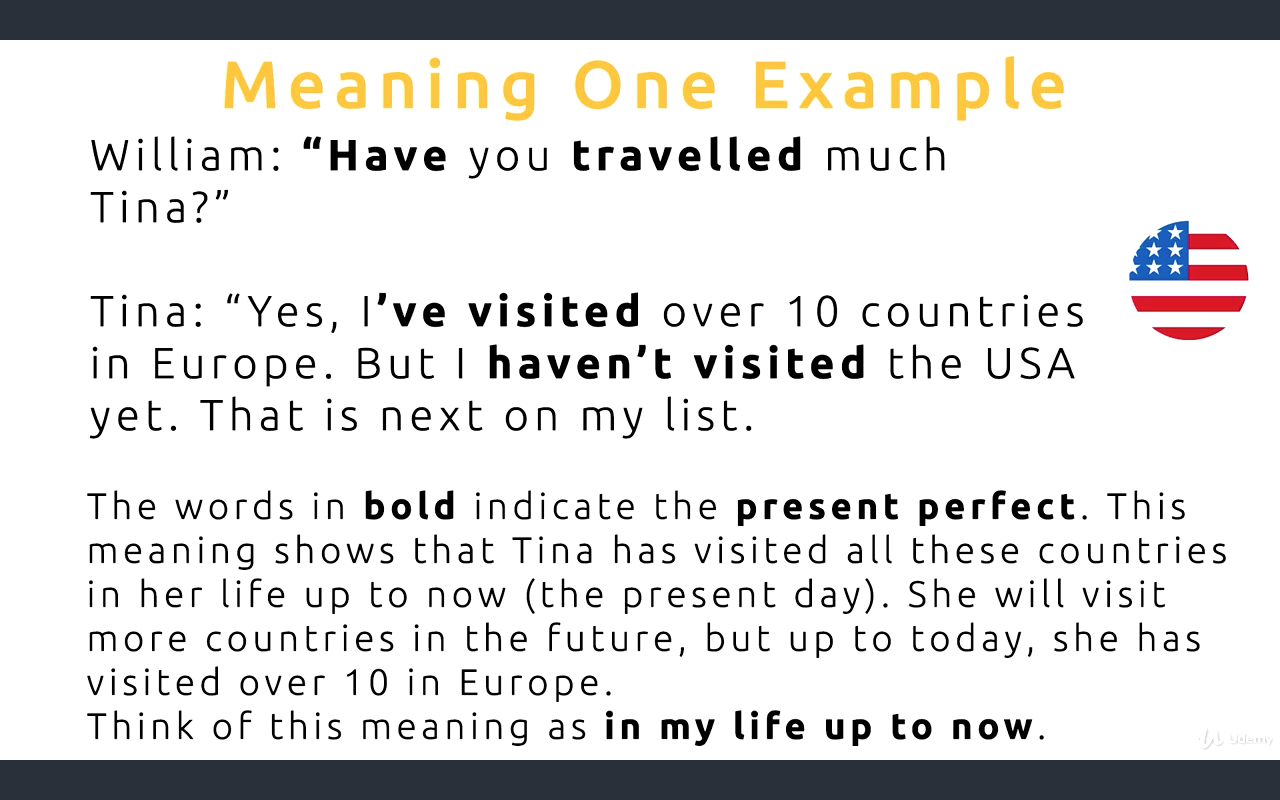 Meaning One Example
William: “Have you travelled much
Tina?”
Tina: “Yes, I’ve visited over 10 countries
in Europe. But I haven’t visited the USA
yet. That is next on my list.
The words in bold indicate the present perfect. This
meaning shows that Tina has visited all these countries
in her life up to now (the present day). She will visit
more countries in the future, but up to today, she has
visited over 10 in Europe.
Think of this meaning as in my life up to now.
Udemy